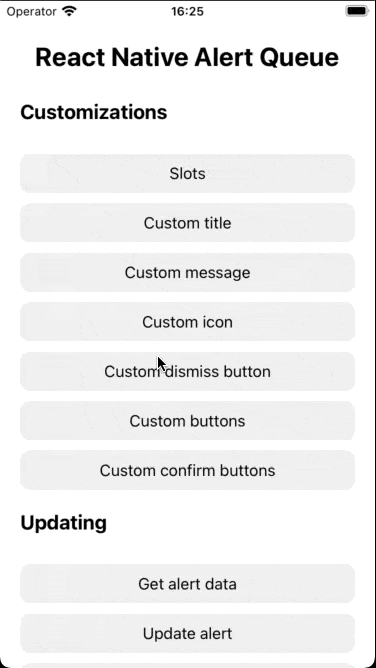 Operator 16:25
React Native Alert Queue
Customizations
Slots
Custom title
Custom message
Custom icon
Custom dismiss button
Custom buttons
Custom confirm buttons
Updating
Get alert data
Update alert